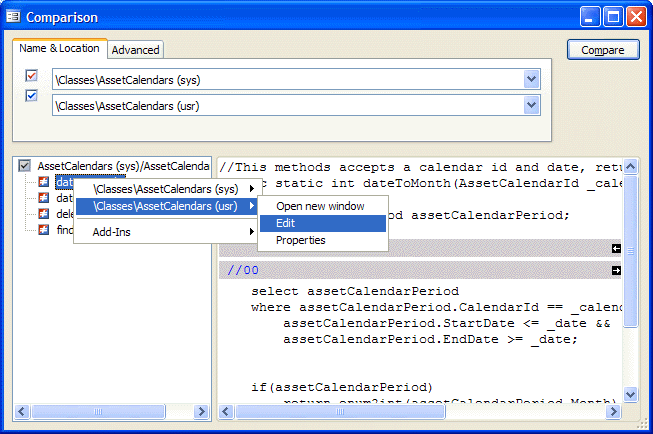 Comparison
Name & Location
Advanced
Compare
\Classes\AssetCalendars (sys)
\Classes\AssetCalendars (usr)
AssetCalendars (sys)/AssetCalenda
dat
dat
dele
find
\Classes\AssetCalendars (sys)
\Classes\AssetCalendars (usr)
Add-Ins
Open new window
Edit
Properties
//This methods accepts a calendar id and date, retu
c static int dateToMonth(AssetCalendarId _cale
od assetCalendarPeriod;
//00
select assetCalendarPeriod
where assetCalendarPeriod.CalendarId == _calend
assetCalendarPeriod.StartDate <= _date &&
assetCalendarPeriod.EndDate >= _date;
if(assetCalendarPeriod)
return enum2int(assetCalendarPeriod.Month)